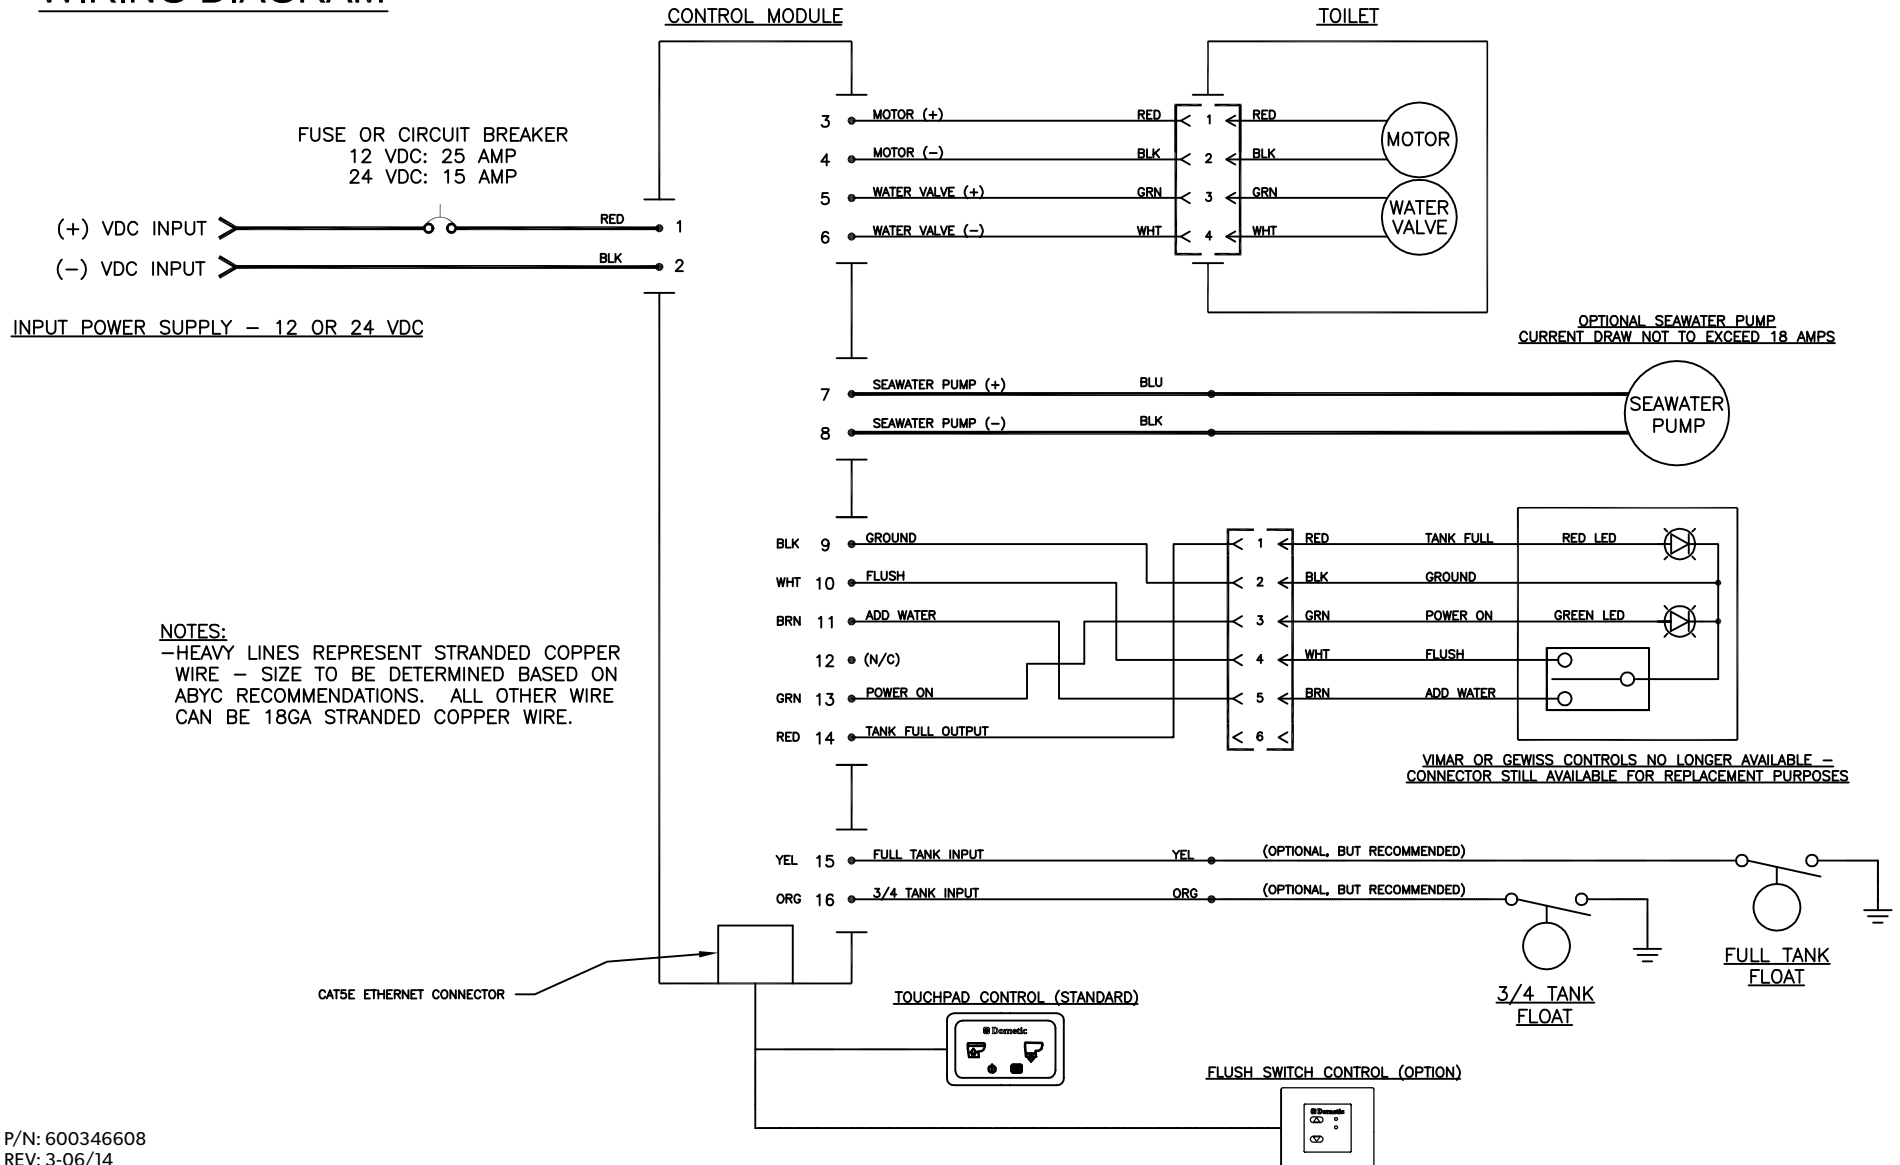 WIRING DIAGRAM
CONTROL MODULE
TOILET
FUSE OR CIRCUIT BREAKER
12 VDC: 25 AMP
24 VDC: 15 AMP
(+) VDC INPUT
RED
1
(-) VDC INPUT
BLK
2
INPUT POWER SUPPLY – 12 OR 24 VDC
3 MOTOR (+) RED 1 RED
4 MOTOR (-) BLK 2 BLK
MOTOR
5 WATER VALVE (+) GRN 3 GRN
6 WATER VALVE (-) WHT 4 WHT
WATER
VALVE
OPTIONAL SEAWATER PUMP
CURRENT DRAW NOT TO EXCEED 18 AMPS
7 SEAWATER PUMP (+) BLU
8 SEAWATER PUMP (-) BLK
SEAWATER
PUMP
BLK 9 GROUND 1 RED TANK FULL RED LED
WHT 10 FLUSH 2 BLK GROUND
BRN 11 ADD WATER 3 GRN POWER ON GREEN LED
12 (N/C) 4 WHT FLUSH
GRN 13 POWER ON 5 BRN ADD WATER
RED 14 TANK FULL OUTPUT 6
NOTES:
-HEAVY LINES REPRESENT STRANDED COPPER
WIRE – SIZE TO BE DETERMINED BASED ON
ABYC RECOMMENDATIONS. ALL OTHER WIRE
CAN BE 18GA STRANDED COPPER WIRE.
VIMAR OR GEWISS CONTROLS NO LONGER AVAILABLE –
CONNECTOR STILL AVAILABLE FOR REPLACEMENT PURPOSES
YEL 15 FULL TANK INPUT YEL (OPTIONAL, BUT RECOMMENDED)
ORG 16 3/4 TANK INPUT ORG (OPTIONAL, BUT RECOMMENDED)
FULL TANK
FLOAT
3/4 TANK
FLOAT
CAT5E ETHERNET CONNECTOR
TOUCHPAD CONTROL (STANDARD)
Dometic
FLUSH SWITCH CONTROL (OPTION)
Dometic
P/N: 600346608
REV: 3-06/14